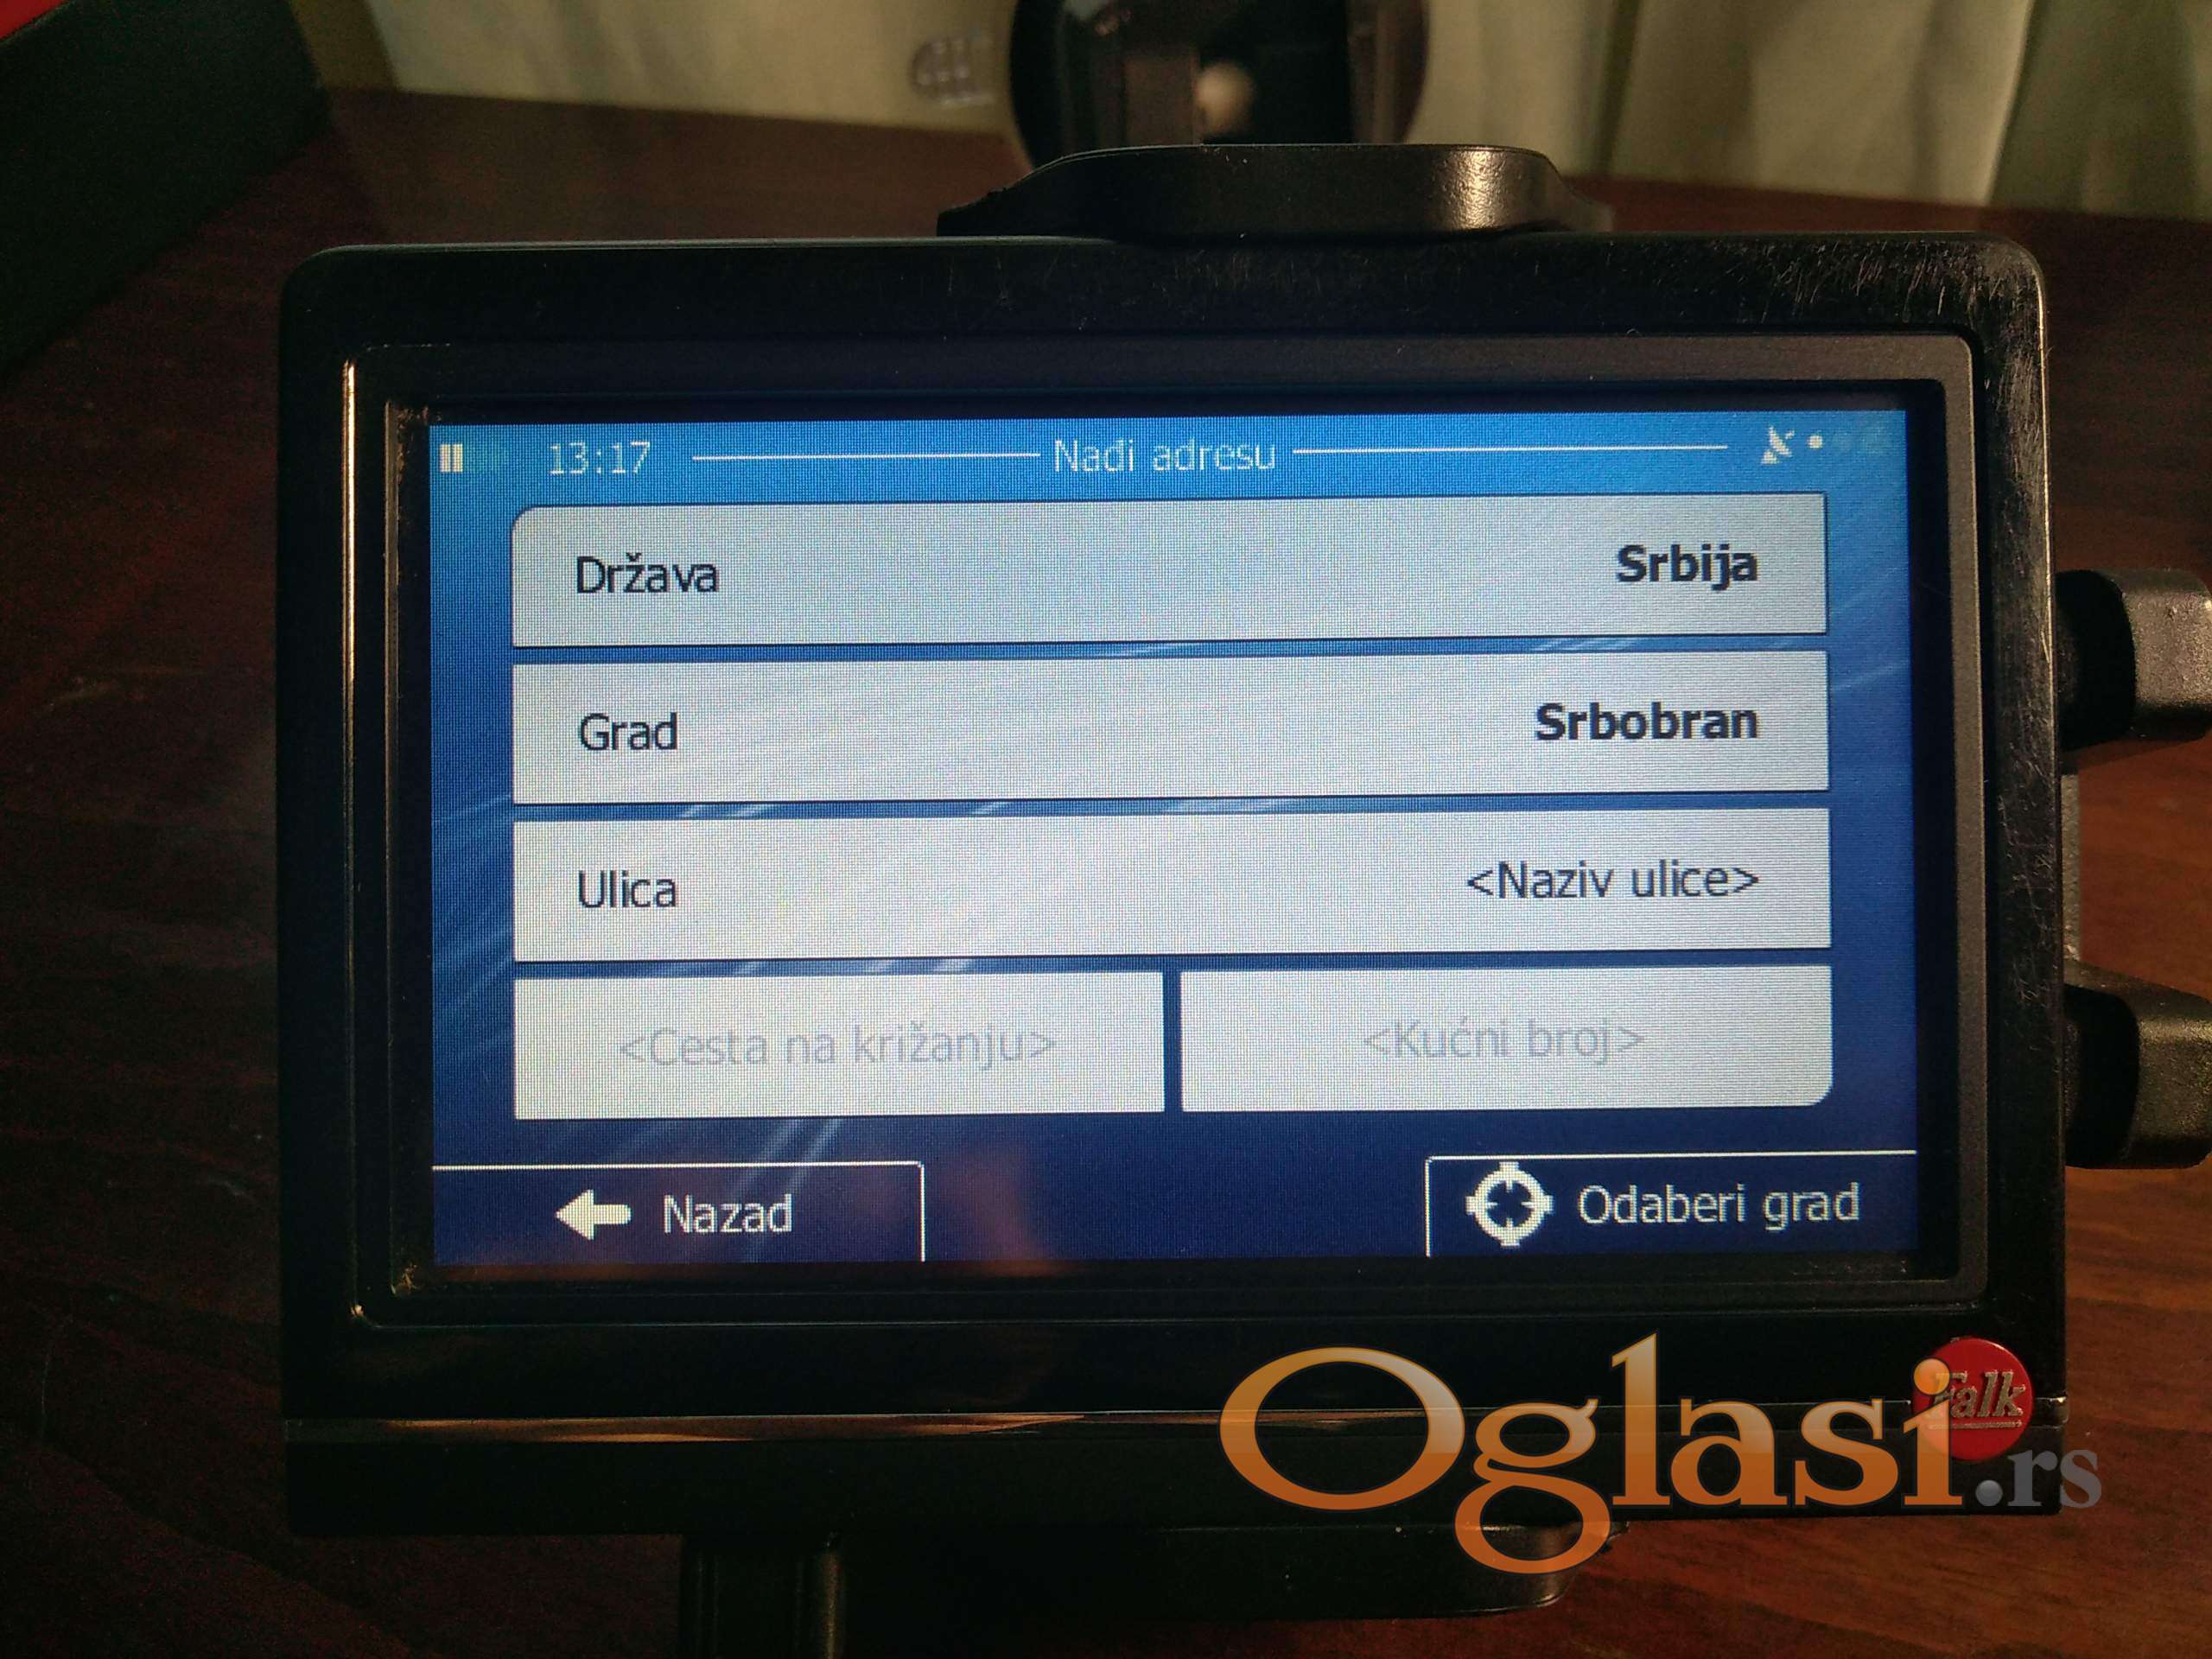 13:17 Nađi adresu
Država Srbija
Grad Srbobran
Ulica <Naziv ulice>
<Cesta na križanju> <Kućni broj>
Nazad Odaberi grad
Falk
Oglasi.rs